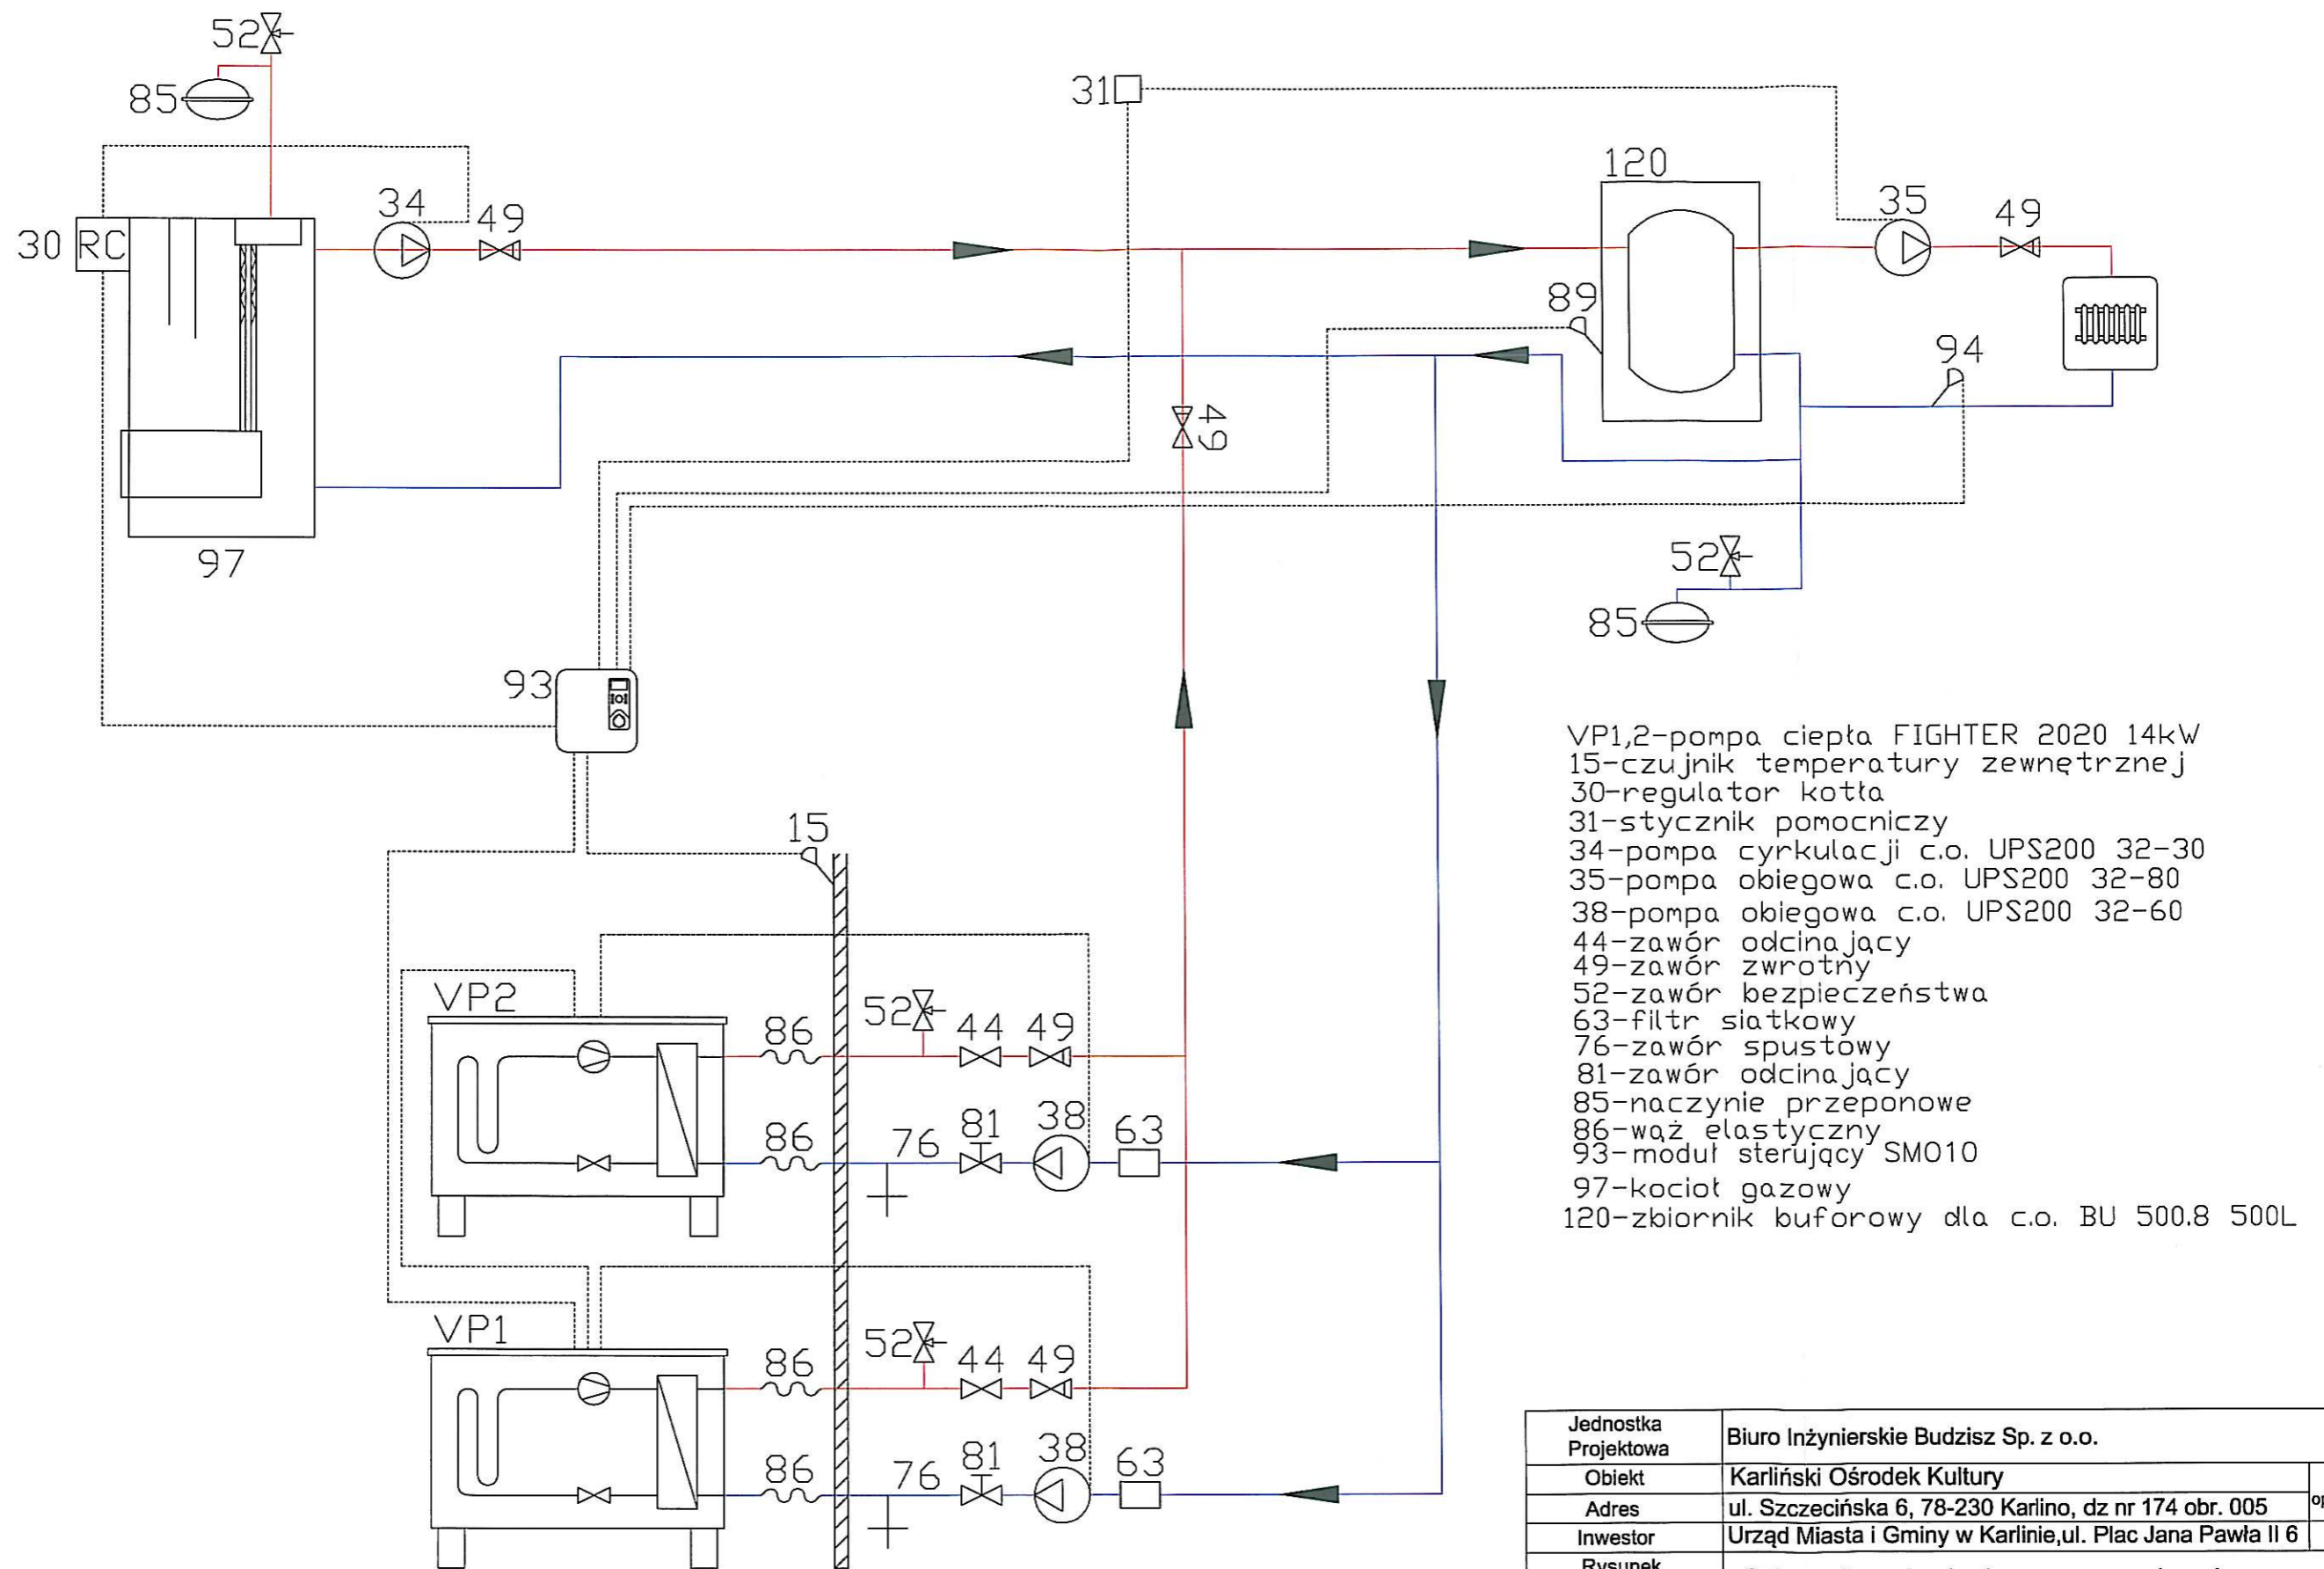 52
85
31
120
34
49
35
49
30 RC
89
94
49
97
52
85
93
15
VP2
86
52
44
49
86
76
81
38
63
VP1
86
52
44
49
86
76
81
38
63
VP1,2-pompa ciepła FIGHTER 2020 14kW
15-czujnik temperatury zewnętrznej
30-regulator kotła
31-stycznik pomocniczy
34-pompa cyrkulacji c.o. UPS200 32-30
35-pompa obiegowa c.o. UPS200 32-80
38-pompa obiegowa c.o. UPS200 32-60
44-zawór odcinający
49-zawór zwrotny
52-zawór bezpieczeństwa
63-filtr siatkowy
76-zawór spustowy
81-zawór odcinający
85-naczynie przeponowe
86-wąż elastyczny
93-moduł sterujący SMO10
97-kocioł gazowy
120-zbiornik buforowy dla c.o. BU 500.8 500L
Jednostka
Projektowa
Biuro Inżynierskie Budzisz Sp. z o.o.
Obiekt
Karliński Ośrodek Kultury
Adres
ul. Szczecińska 6, 78-230 Karlino, dz nr 174 obr. 005
Inwestor
Urząd Miasta i Gminy w Karlinie,ul. Plac Jana Pawła II 6
Rysunek